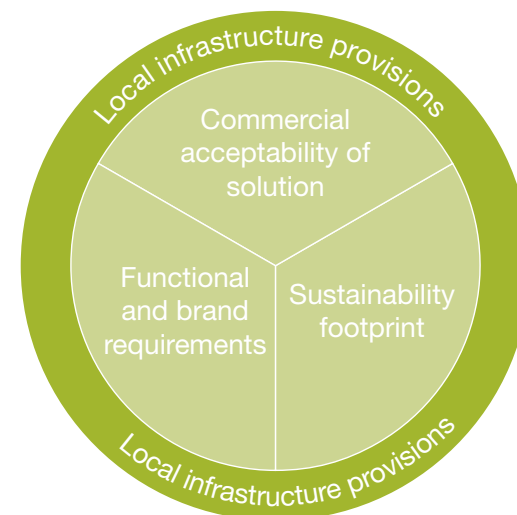 Local infrastructure provisions
Commercial
acceptability of
solution
Functional
and brand
requirements
Sustainability
footprint
Local infrastructure provisions